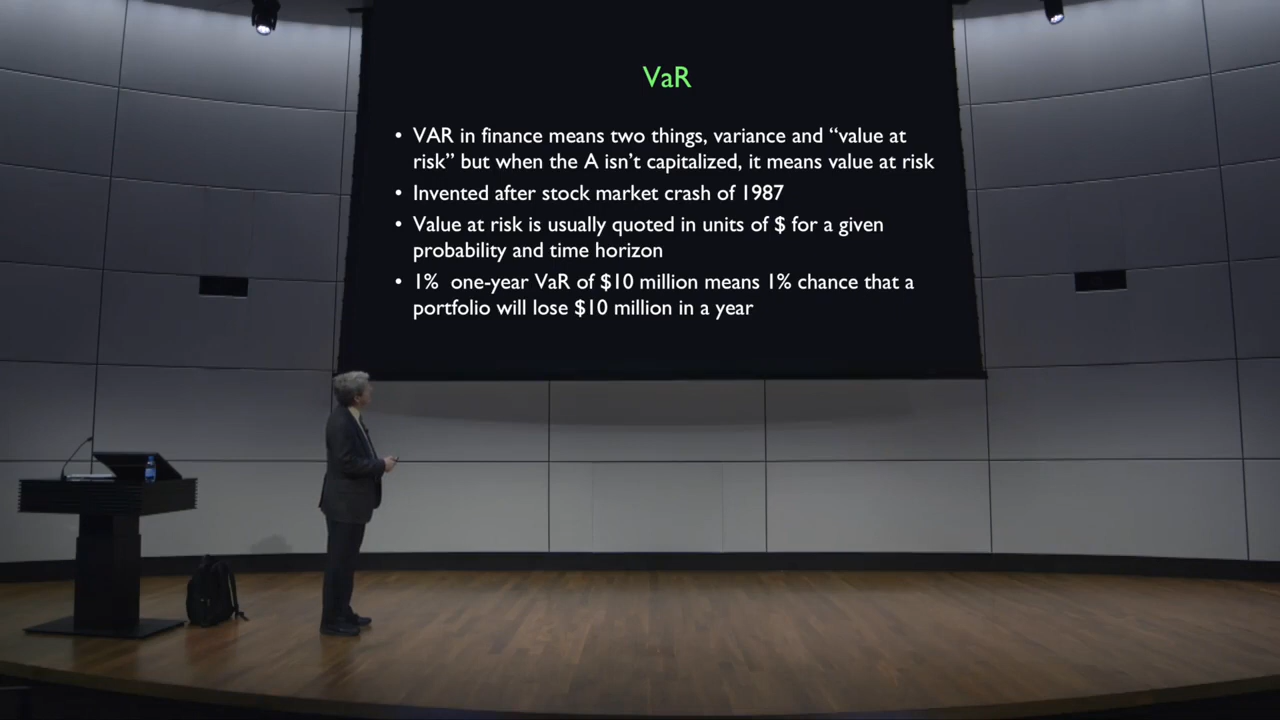 VaR
• VAR in finance means two things, variance and “value at
risk” but when the A isn’t capitalized, it means value at risk
• Invented after stock market crash of 1987
• Value at risk is usually quoted in units of $ for a given
probability and time horizon
• 1%  one-year VaR of $10 million means 1% chance that a
portfolio will lose $10 million in a year